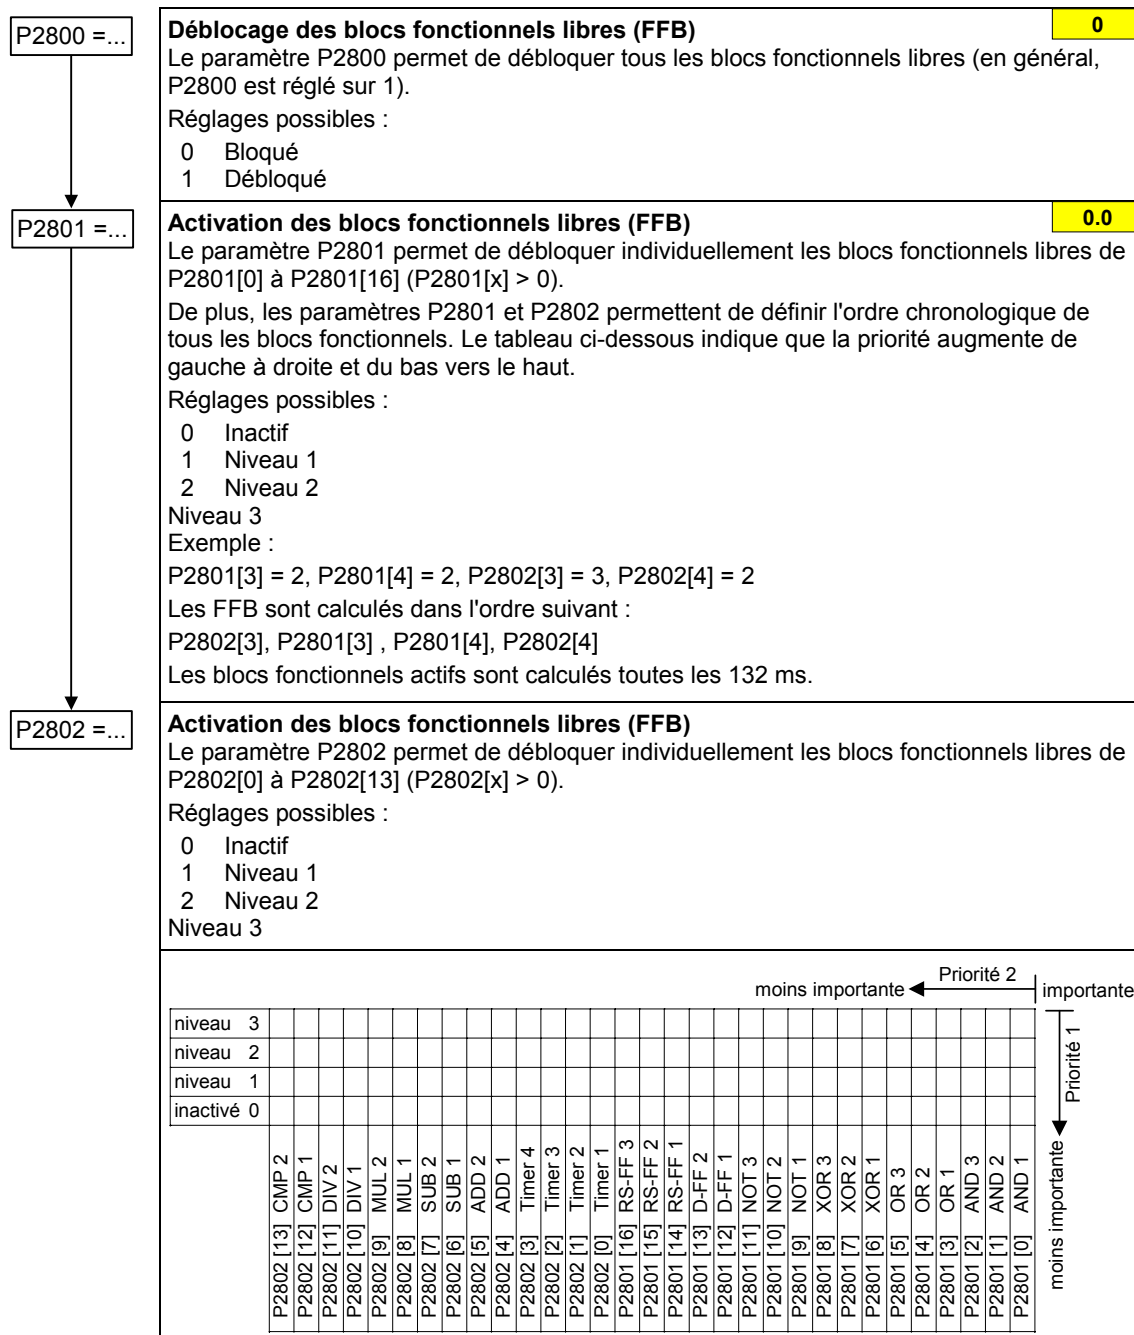 P2800 =...
Déblocage des blocs fonctionnels libres (FFB)
0
Le paramètre P2800 permet de débloquer tous les blocs fonctionnels libres (en général,
P2800 est réglé sur 1).
Réglages possibles :
0 Bloqué
1 Débloqué
P2801 =...
Activation des blocs fonctionnels libres (FFB)
0.0
Le paramètre P2801 permet de débloquer individuellement les blocs fonctionnels libres de
P2801[0] à P2801[16] (P2801[x] > 0).
De plus, les paramètres P2801 et P2802 permettent de définir l'ordre chronologique de
tous les blocs fonctionnels. Le tableau ci-dessous indique que la priorité augmente de
gauche à droite et du bas vers le haut.
Réglages possibles :
0 Inactif
1 Niveau 1
2 Niveau 2
Niveau 3
Exemple :
P2801[3] = 2, P2801[4] = 2, P2802[3] = 3, P2802[4] = 2
Les FFB sont calculés dans l'ordre suivant :
P2802[3], P2801[3] , P2801[4], P2802[4]
Les blocs fonctionnels actifs sont calculés toutes les 132 ms.
P2802 =...
Activation des blocs fonctionnels libres (FFB)
Le paramètre P2802 permet de débloquer individuellement les blocs fonctionnels libres de
P2802[0] à P2802[13] (P2802[x] > 0).
Réglages possibles :
0 Inactif
1 Niveau 1
2 Niveau 2
Niveau 3
Priorité 2
moins importante
importante
niveau 3
niveau 2
niveau 1
inactivé 0
Priorité 1
moins importante
P2802 [13] CMP 2
P2802 [12] CMP 1
P2802 [11] DIV 2
P2802 [10] DIV 1
P2802 [9] MUL 2
P2802 [8] MUL 1
P2802 [7] SUB 2
P2802 [6] SUB 1
P2802 [5] ADD 2
P2802 [4] ADD 1
P2802 [3] Timer 4
P2802 [2] Timer 3
P2802 [1] Timer 2
P2802 [0] Timer 1
P2801 [16] RS-FF 3
P2801 [15] RS-FF 2
P2801 [14] RS-FF 1
P2801 [13] D-FF 2
P2801 [12] D-FF 1
P2801 [11] NOT 3
P2801 [10] NOT 2
P2801 [9] NOT 1
P2801 [8] XOR 3
P2801 [7] XOR 2
P2801 [6] XOR 1
P2801 [5] OR 3
P2801 [4] OR 2
P2801 [3] OR 1
P2801 [2] AND 3
P2801 [1] AND 2
P2801 [0] AND 1